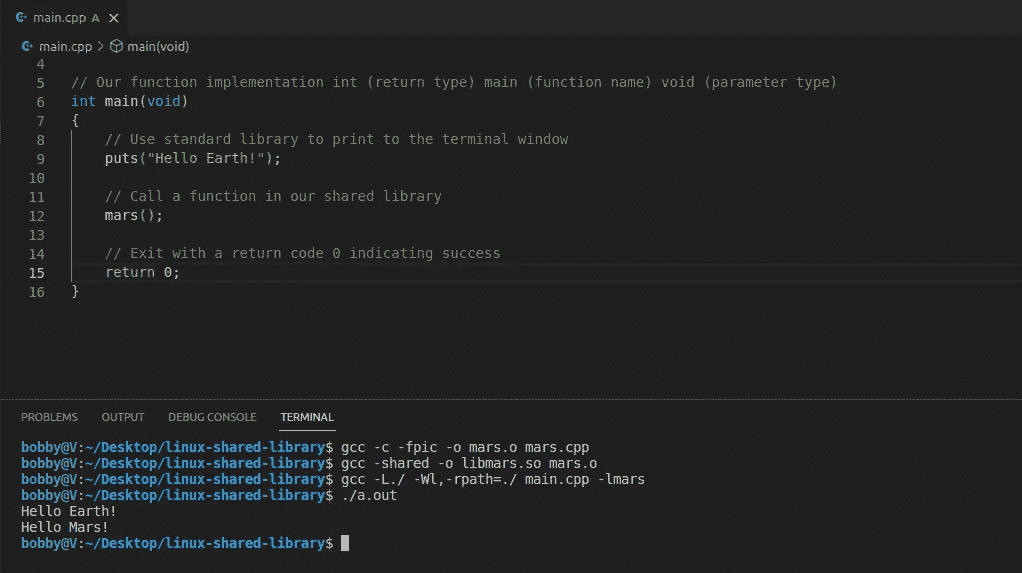 main.cpp A
main.cpp > main(void)
4
5 // Our function implementation int (return type) main (function name) void (parameter type)
6 int main(void)
7 {
8 // Use standard library to print to the terminal window
9 puts("Hello Earth!");
10
11 // Call a function in our shared library
12 mars();
13
14 // Exit with a return code 0 indicating success
15 return 0;
16 }
PROBLEMS OUTPUT DEBUG CONSOLE TERMINAL
bobby@V:~/Desktop/linux-shared-library$ gcc -c -fpic -o mars.o mars.cpp
bobby@V:~/Desktop/linux-shared-library$ gcc -shared -o libmars.so mars.o
bobby@V:~/Desktop/linux-shared-library$ gcc -L./ -Wl,-rpath=./ main.cpp -lmars
bobby@V:~/Desktop/linux-shared-library$ ./a.out
Hello Earth!
Hello Mars!
bobby@V:~/Desktop/linux-shared-library$